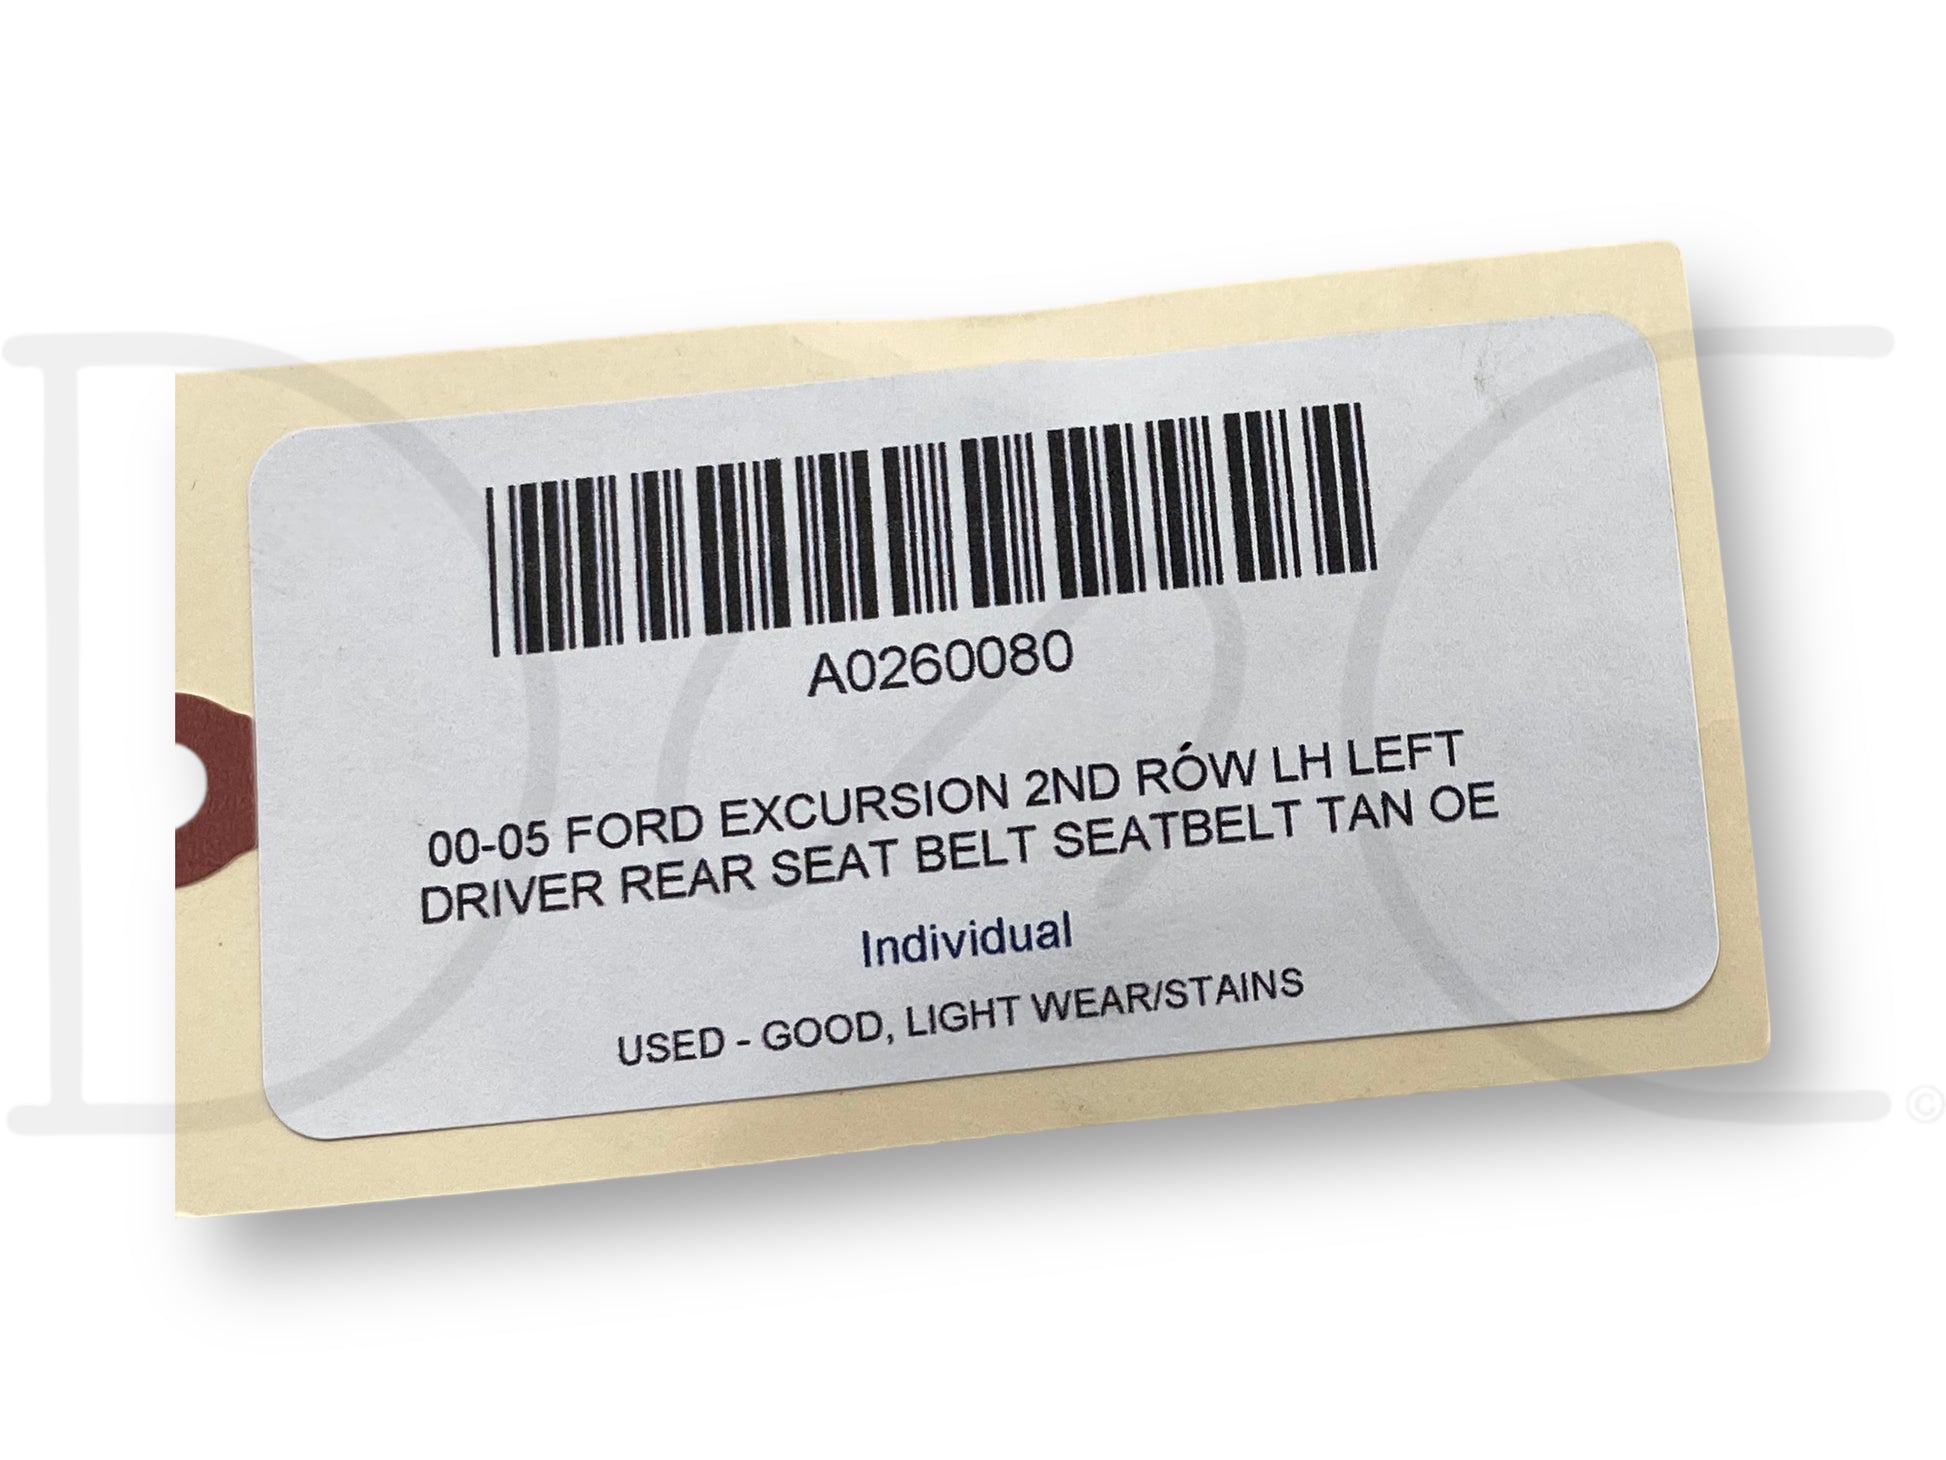 A0260080
00-05 FORD EXCURSION 2ND ROW LH LEFT
DRIVER REAR SEAT BELT SEATBELT TAN OE
Individual
USED - GOOD, LIGHT WEAR/STAINS
©